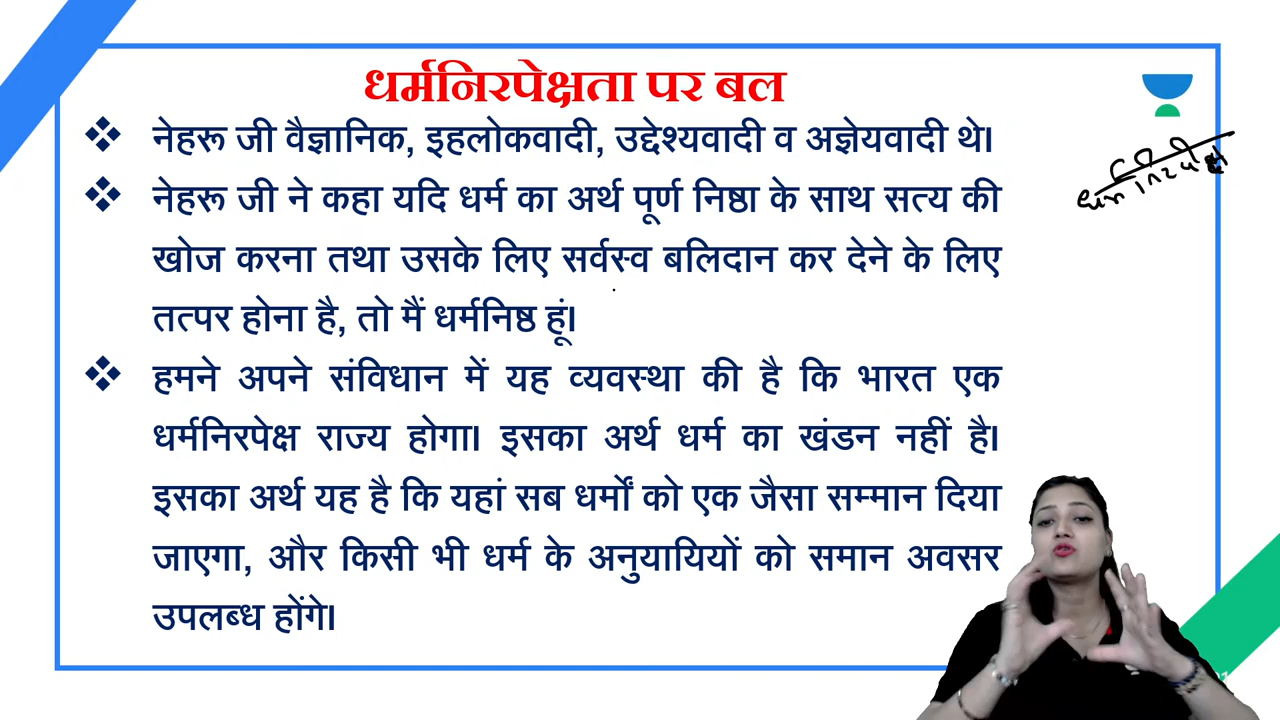 धर्मनिरपेक्षता पर बल
नेहरू जी वैज्ञानिक, इहलोकवादी, उद्देश्यवादी व अज्ञेयवादी थे।
नेहरू जी ने कहा यदि धर्म का अर्थ पूर्ण निष्ठा के साथ सत्य की
खोज करना तथा उसके लिए सर्वस्व बलिदान कर देने के लिए
तत्पर होना है, तो मैं धर्मनिष्ठ हूं।
हमने अपने संविधान में यह व्यवस्था की है कि भारत एक
धर्मनिरपेक्ष राज्य होगा। इसका अर्थ धर्म का खंडन नहीं है।
इसका अर्थ यह है कि यहां सब धर्मों को एक जैसा सम्मान दिया
जाएगा, और किसी भी धर्म के अनुयायियों को समान अवसर
उपलब्ध होंगे।